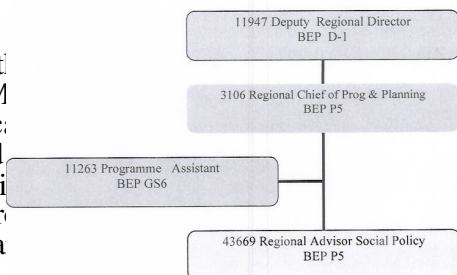 11947 Deputy Regional Director
BEP D-1
3106 Regional Chief of Prog & Planning
BEP P5
11263 Programme Assistant
BEP GS6
43669 Regional Advisor Social Policy
BEP P5